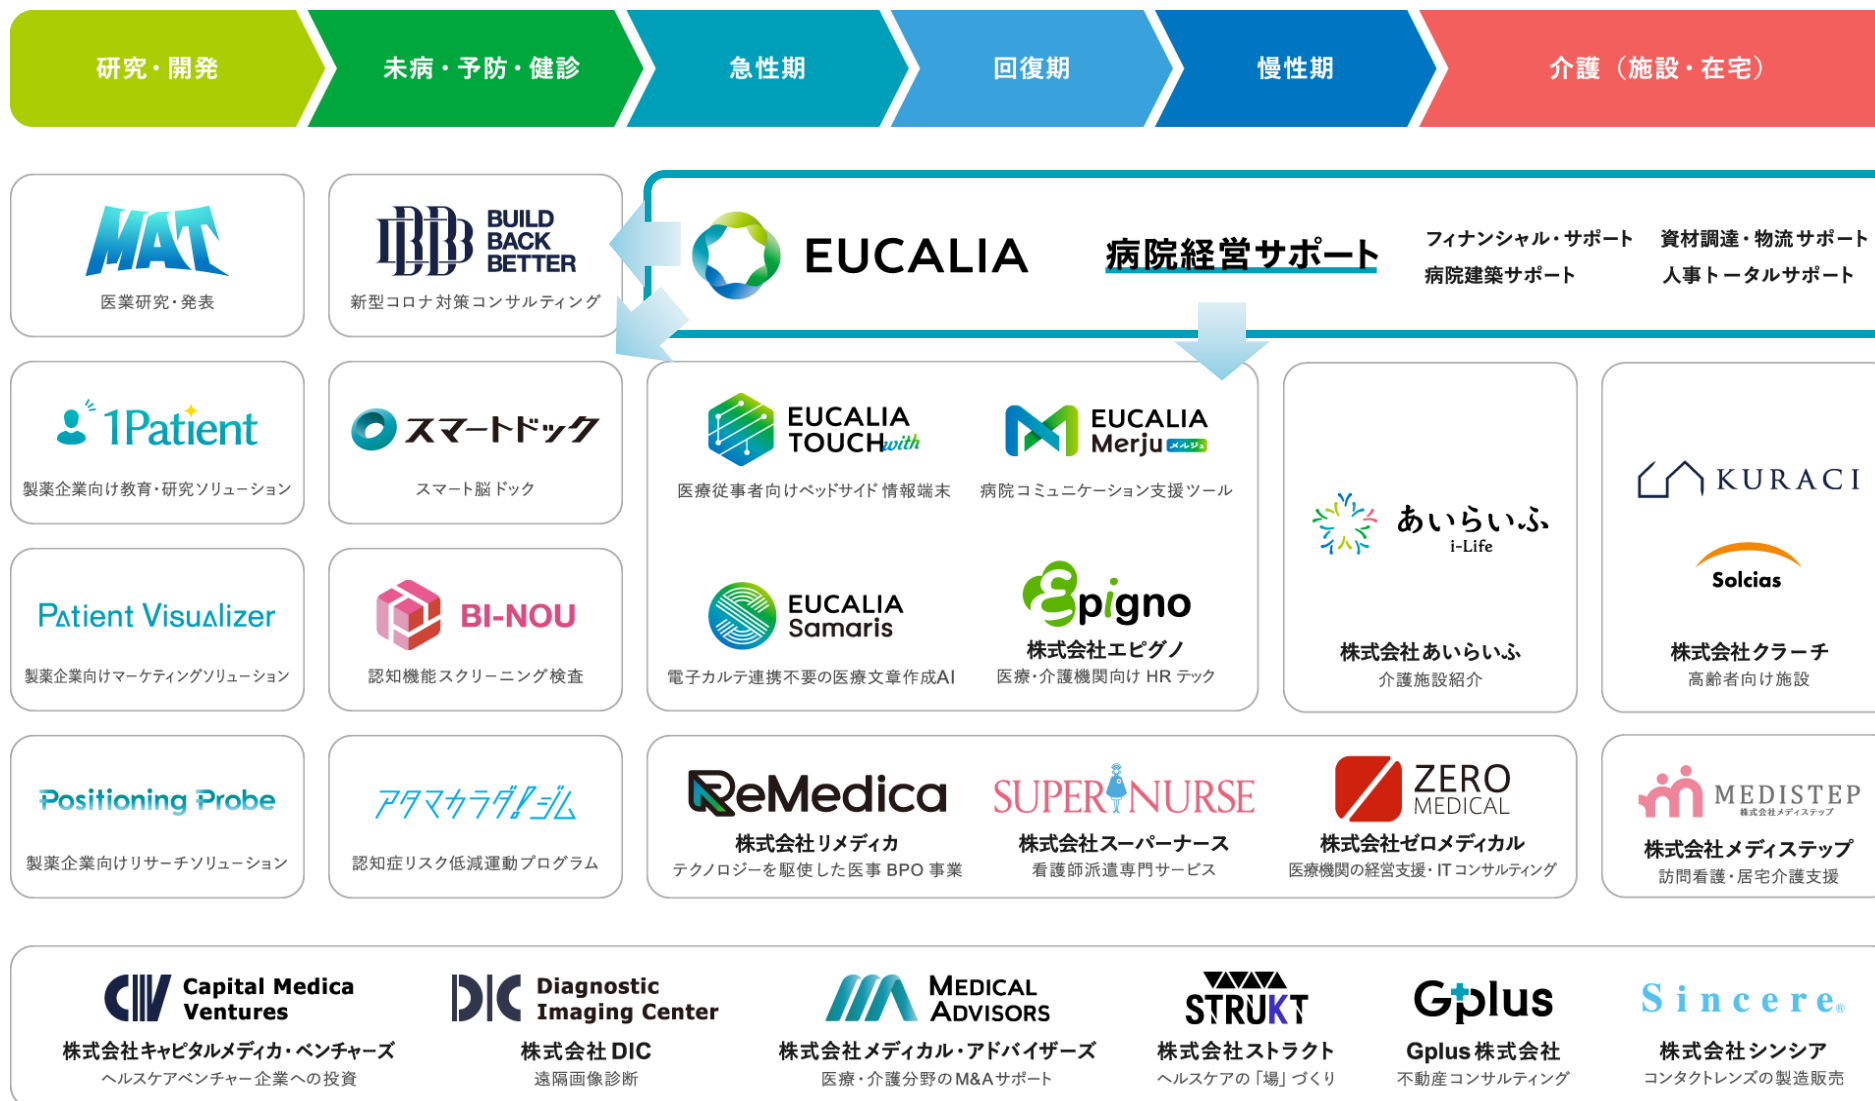 研究・開発
未病・予防・健診
急性期
回復期
慢性期
介護（施設・在宅）
MAT
医業研究・発表
BBB BUILD
BACK
BETTER
新型コロナ対策コンサルティング
EUCALIA
病院経営サポート
フィナンシャル・サポート
資材調達・物流サポート
病院建築サポート
人事トータルサポート
1Patient
製薬企業向け教育・研究ソリューション
スマートドック
スマート脳ドック
EUCALIA
TOUCH with
医療従事者向けベッドサイド情報端末
EUCALIA
Merju メルジュ
病院コミュニケーション支援ツール
あいらいふ
i-Life
株式会社あいらいふ
介護施設紹介
KURACI
Solcias
株式会社クラーチ
高齢者向け施設
Patient Visualizer
製薬企業向けマーケティングソリューション
BI-NOU
認知機能スクリーニング検査
EUCALIA
Samaris
電子カルテ連携不要の医療文章作成AI
Epigno
株式会社エピグノ
医療・介護機関向け HR テック
Positioning Probe
製薬企業向けリサーチソリューション
アタマカラダ!ジム
認知症リスク低減運動プログラム
ReMedica
株式会社リメディカ
テクノロジーを駆使した医事 BPO 事業
SUPER NURSE
株式会社スーパーナース
看護師派遣専門サービス
ZERO
MEDICAL
株式会社ゼロメディカル
医療機関の経営支援・IT コンサルティング
MEDISTEP
株式会社メディステップ
株式会社メディステップ
訪問看護・居宅介護支援
Capital Medica
Ventures
株式会社キャピタルメディカ・ベンチャーズ
ヘルスケアベンチャー企業への投資
DIC Diagnostic
Imaging Center
株式会社 DIC
遠隔画像診断
MEDICAL
ADVISORS
株式会社メディカル・アドバイザーズ
医療・介護分野のM&Aサポート
STRUKT
株式会社ストラクト
ヘルスケアの「場」づくり
Gplus
Gplus 株式会社
不動産コンサルティング
Sincere®
株式会社シンシア
コンタクトレンズの製造販売